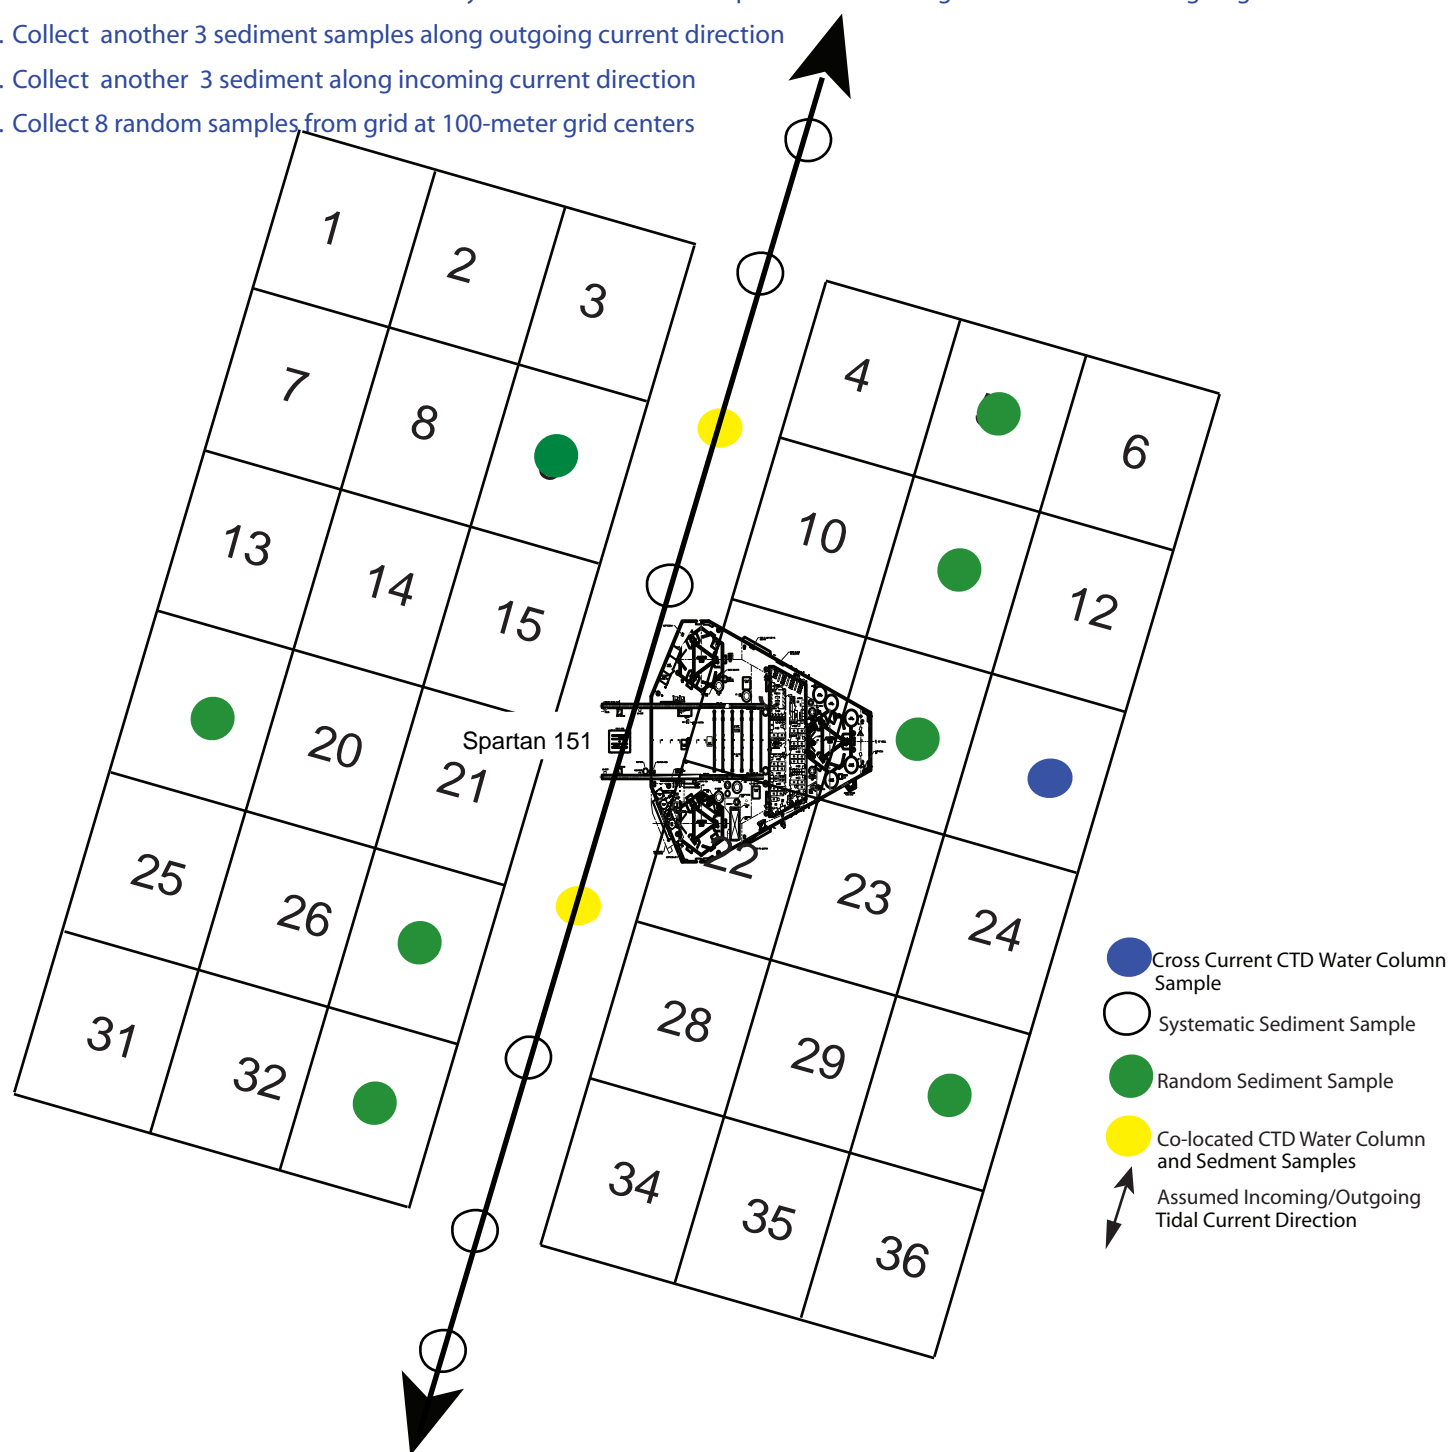 . Collect another 3 sediment samples along outgoing current direction
. Collect another 3 sediment along incoming current direction
. Collect 8 random samples from grid at 100-meter grid centers
1
2
3
4
6
7
8
10
12
13
14
15
Spartan 151
20
21
22
23
24
25
26
28
29
31
32
34
35
36
Cross Current CTD Water Column
Sample
Systematic Sediment Sample
Random Sediment Sample
Co-located CTD Water Column
and Sedment Samples
Assumed Incoming/Outgoing
Tidal Current Direction